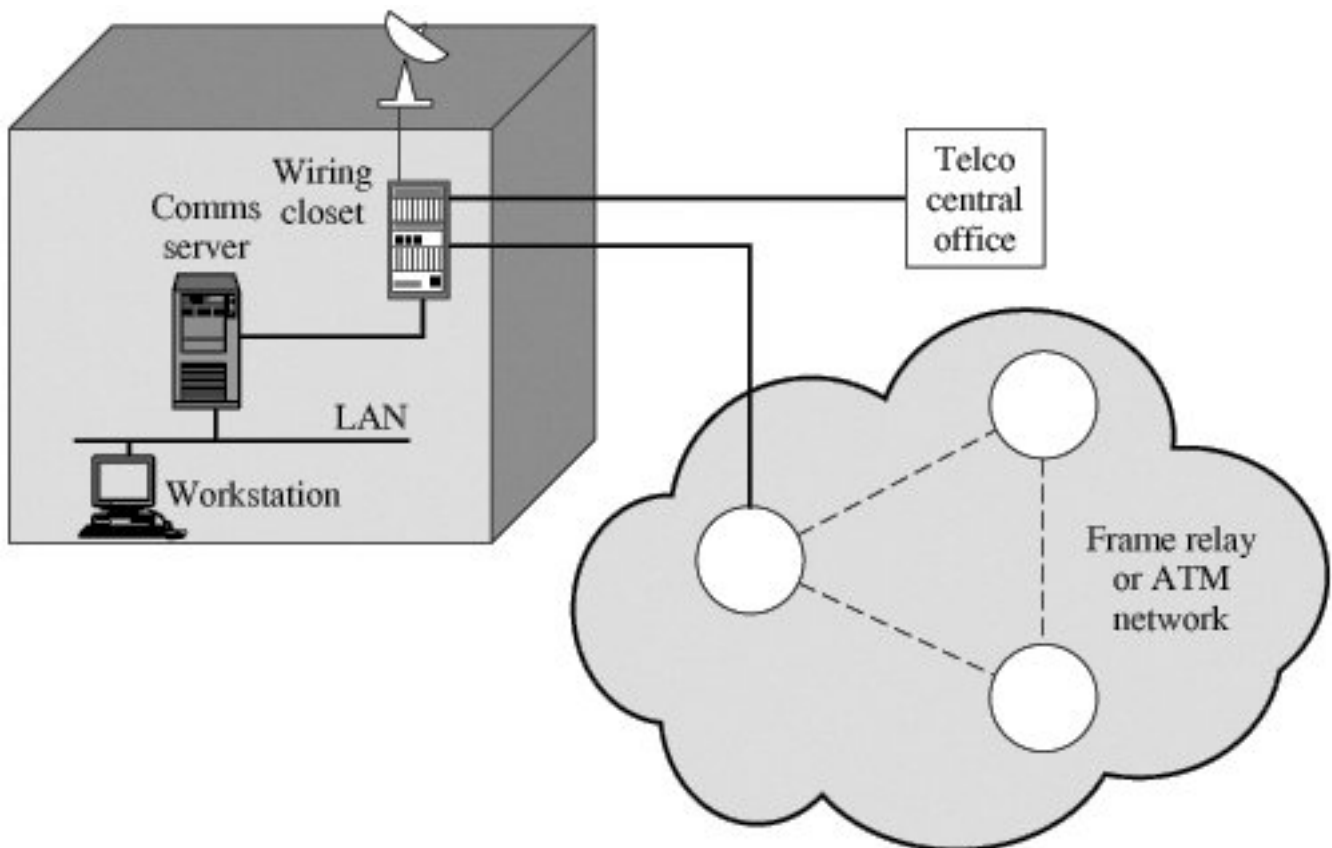 Wiring
closet
Comms
server
LAN
Workstation
Telco
central
office
Frame relay
or ATM
network